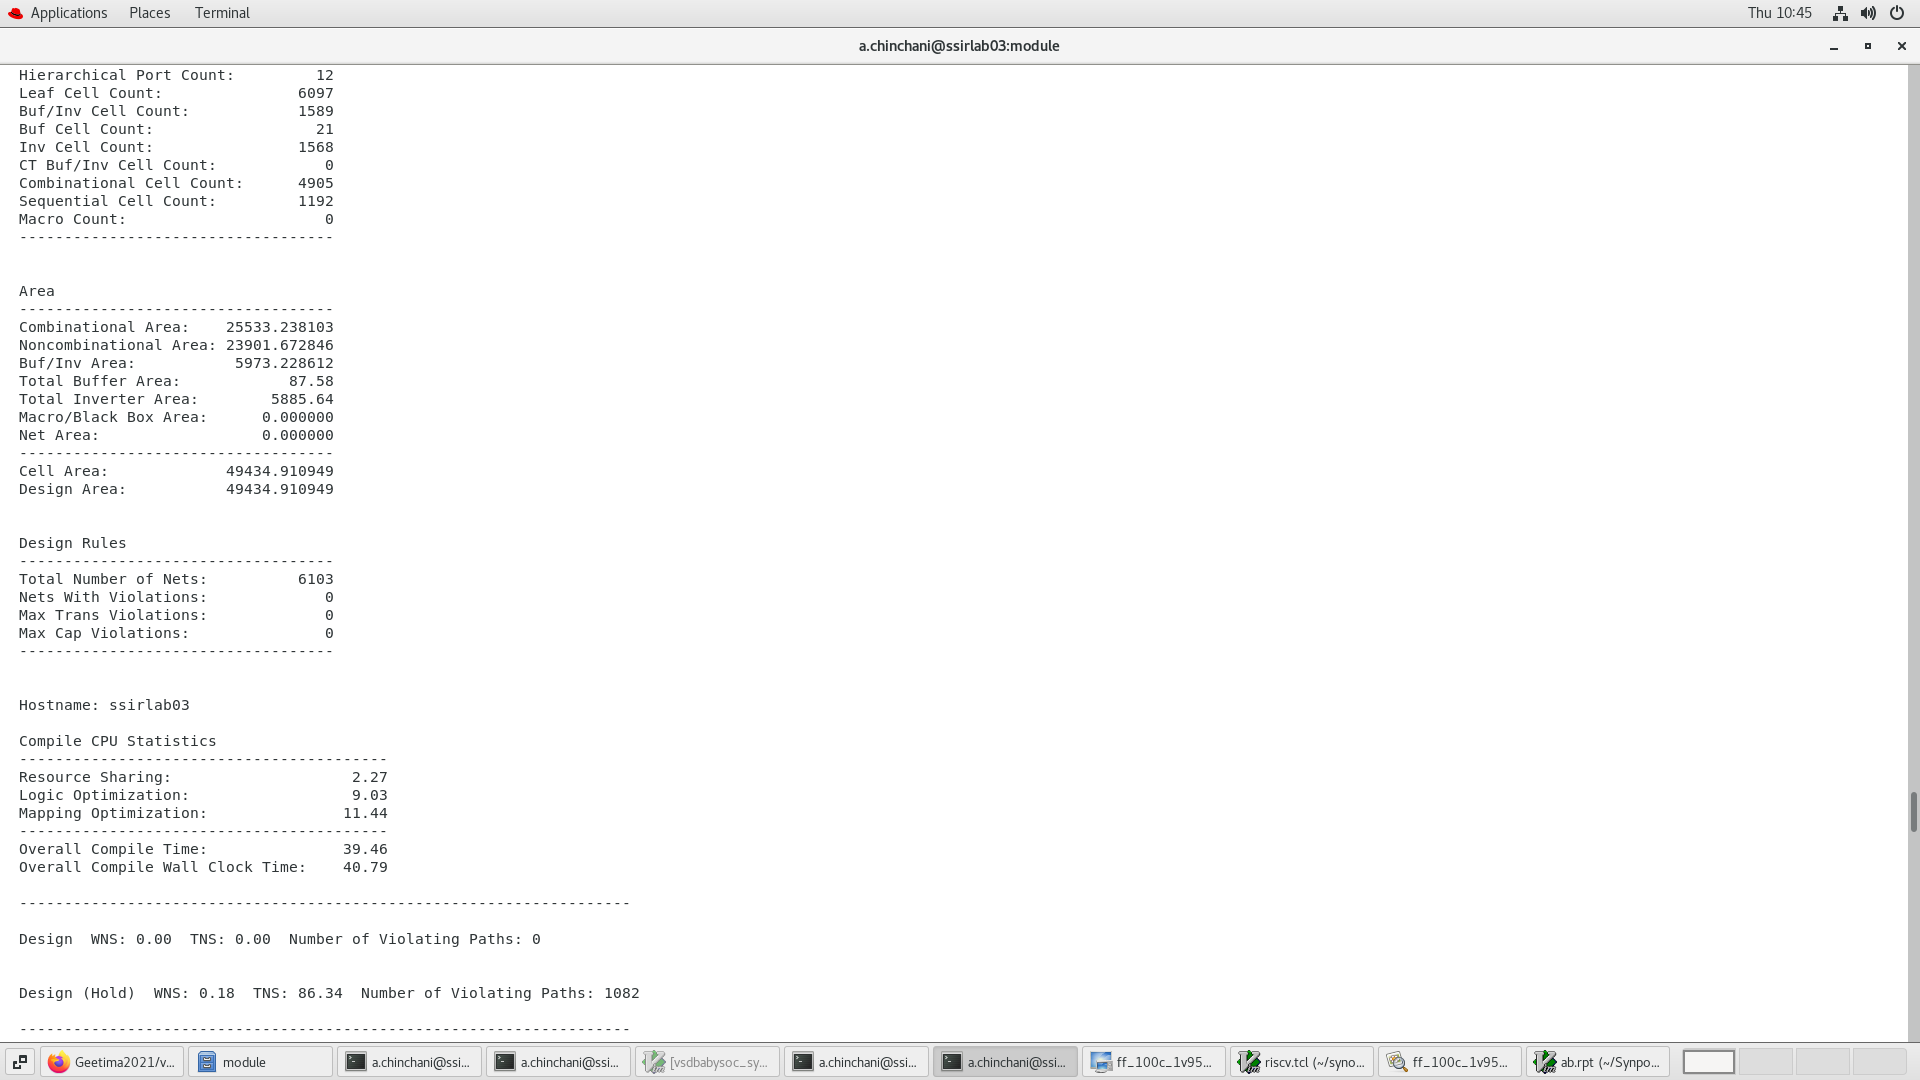 Applications Places Terminal Thu 10:45
a.chinchani@ssirlab03:module
Hierarchical Port Count: 12
Leaf Cell Count: 6097
Buf/Inv Cell Count: 1589
Buf Cell Count: 21
Inv Cell Count: 1568
CT Buf/Inv Cell Count: 0
Combinational Cell Count: 4905
Sequential Cell Count: 1192
Macro Count: 0
-----------------------------------
Area
-----------------------------------
Combinational Area: 25533.238103
Noncombinational Area: 23901.672846
Buf/Inv Area: 5973.228612
Total Buffer Area: 87.58
Total Inverter Area: 5885.64
Macro/Black Box Area: 0.000000
Net Area: 0.000000
-----------------------------------
Cell Area: 49434.910949
Design Area: 49434.910949
Design Rules
-----------------------------------
Total Number of Nets: 6103
Nets With Violations: 0
Max Trans Violations: 0
Max Cap Violations: 0
-----------------------------------
Hostname: ssirlab03
Compile CPU Statistics
-----------------------------------------
Resource Sharing: 2.27
Logic Optimization: 9.03
Mapping Optimization: 11.44
-----------------------------------------
Overall Compile Time: 39.46
Overall Compile Wall Clock Time: 40.79
--------------------------------------------------------------------
Design WNS: 0.00 TNS: 0.00 Number of Violating Paths: 0
Design (Hold) WNS: 0.18 TNS: 86.34 Number of Violating Paths: 1082
--------------------------------------------------------------------
Geetima2021/v... module a.chinchani@ssi... a.chinchani@ssi... [vsdbabysoc_sy... a.chinchani@ssi... a.chinchani@ssi... ff_100c_1v95... riscv.tcl (~/syno... ff_100c_1v95... ab.rpt (~/Synpo...